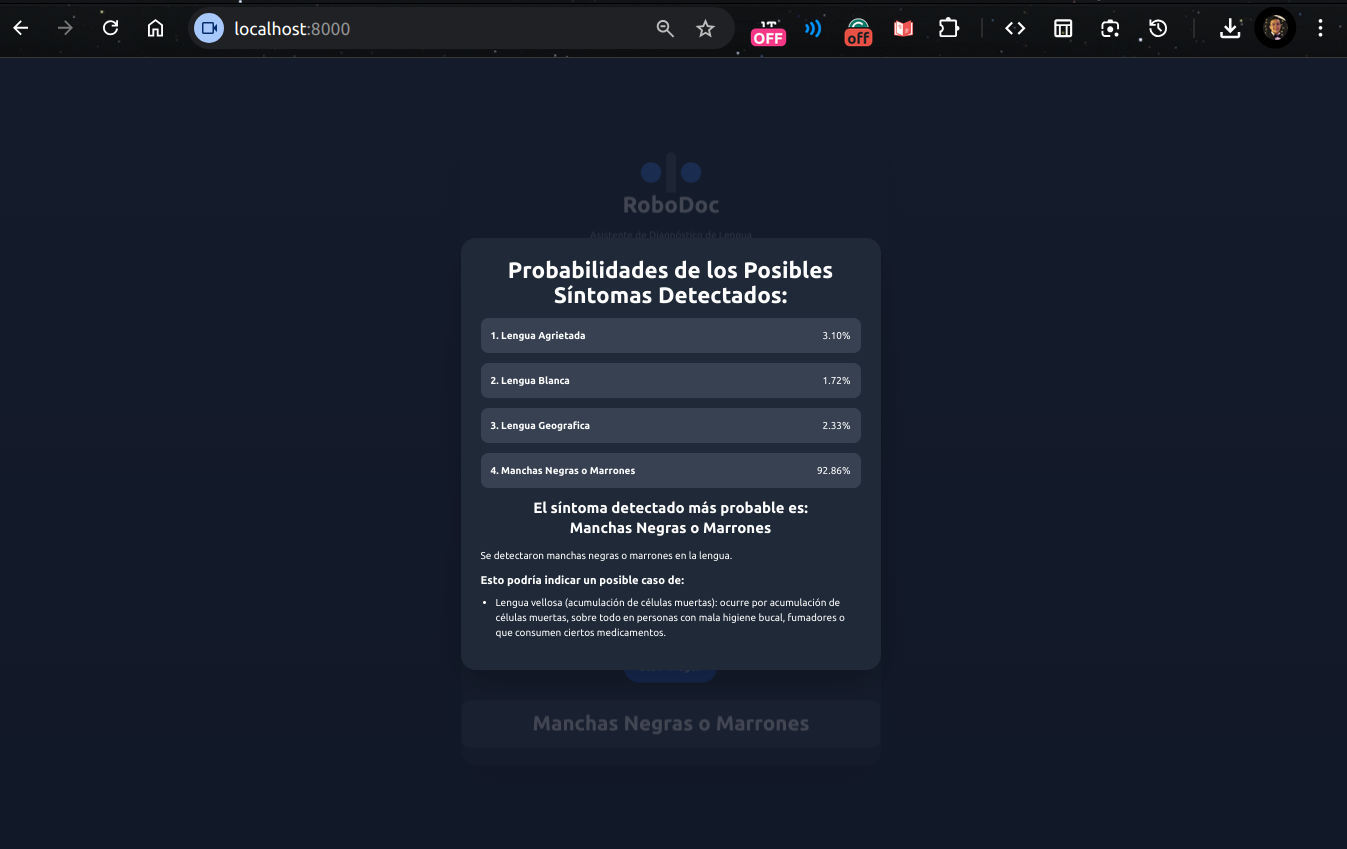 localhost:8000
OFF
off
RoboDoc
Asistente de Diagnóstico de Lengua
Probabilidades de los Posibles
Síntomas Detectados:
1. Lengua Agrietada 3.10%
2. Lengua Blanca 1.72%
3. Lengua Geografica 2.33%
4. Manchas Negras o Marrones 92.86%
El síntoma detectado más probable es:
Manchas Negras o Marrones
Se detectaron manchas negras o marrones en la lengua.
Esto podría indicar un posible caso de:
• Lengua vellosa (acumulación de células muertas): ocurre por acumulación de
células muertas, sobre todo en personas con mala higiene bucal, fumadores o
que consumen ciertos medicamentos.
Manchas Negras o Marrones